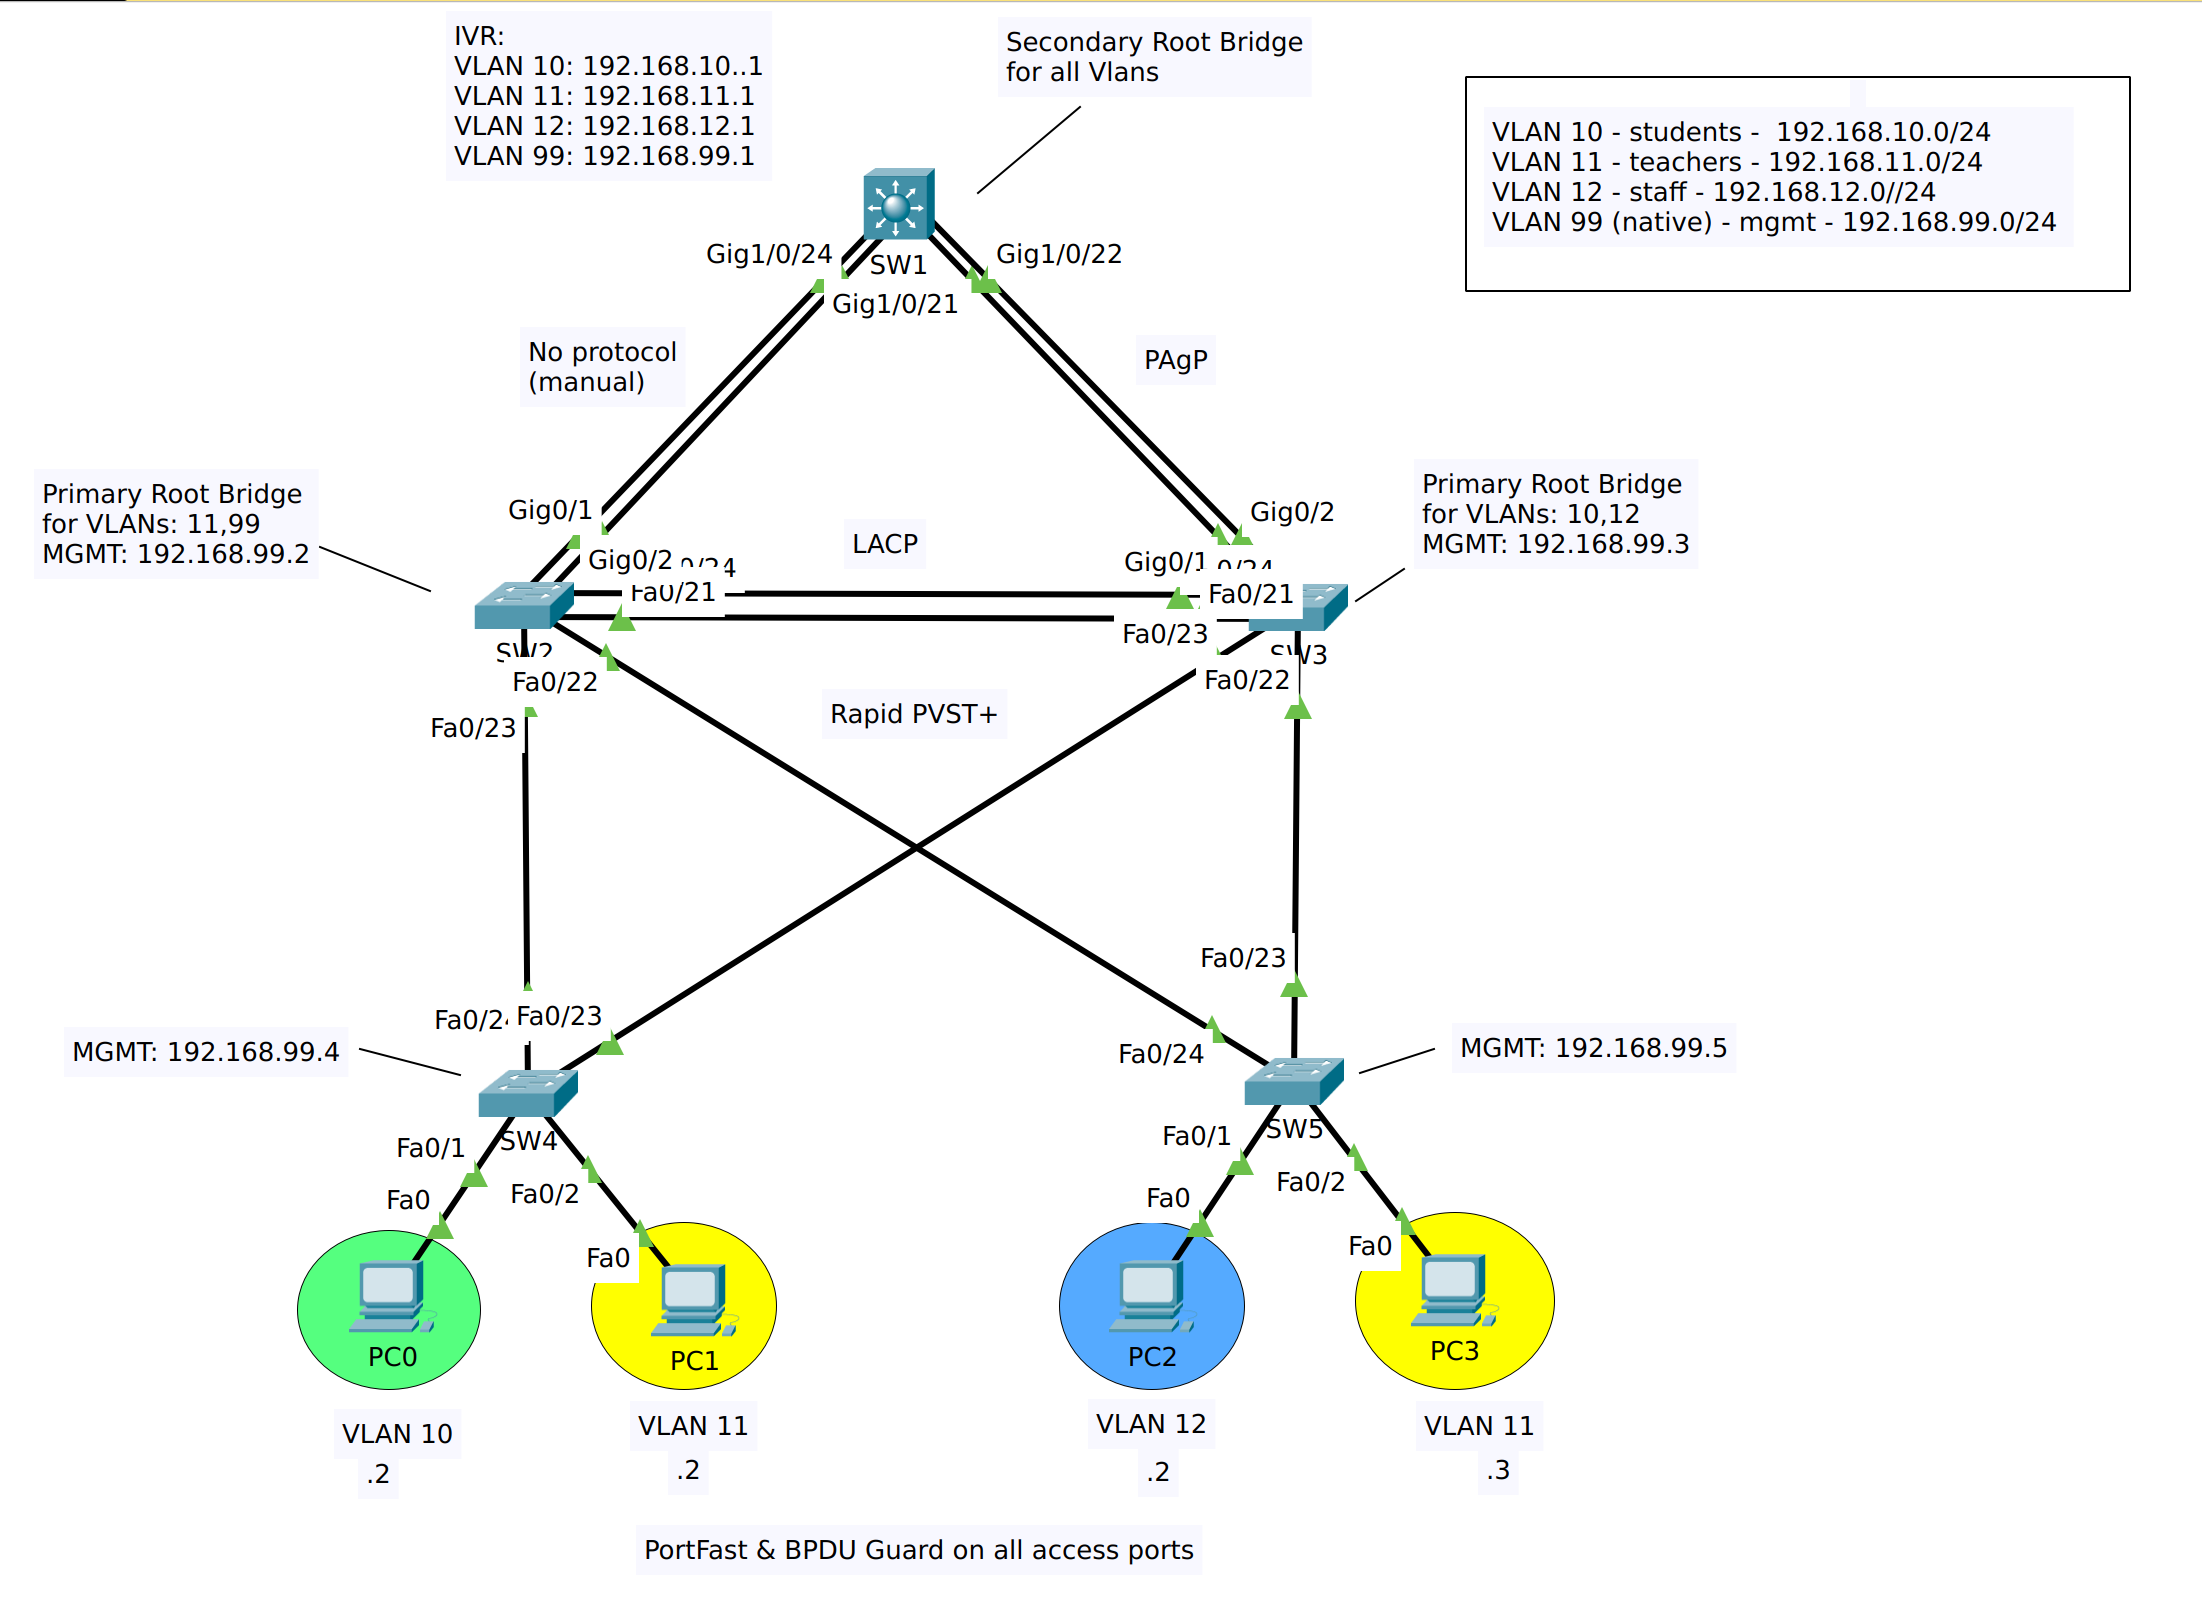 IVR:
VLAN 10: 192.168.10..1
VLAN 11: 192.168.11.1
VLAN 12: 192.168.12.1
VLAN 99: 192.168.99.1
Secondary Root Bridge
for all Vlans
VLAN 10 - students -  192.168.10.0/24
VLAN 11 - teachers - 192.168.11.0/24
VLAN 12 - staff - 192.168.12.0//24
VLAN 99 (native) - mgmt - 192.168.99.0/24
Gig1/0/24
SW1
Gig1/0/22
Gig1/0/21
No protocol
(manual)
PAgP
Primary Root Bridge
for VLANs: 11,99
MGMT: 192.168.99.2
Primary Root Bridge
for VLANs: 10,12
MGMT: 192.168.99.3
Gig0/1
Gig0/2
LACP
Gig0/2
Gig0/1
Fa0/21
Fa0/21
SW2
Fa0/23
SW3
Fa0/22
Fa0/22
Fa0/23
Rapid PVST+
Fa0/23
Fa0/23
MGMT: 192.168.99.4
Fa0/24
MGMT: 192.168.99.5
SW4
SW5
Fa0/1
Fa0/2
Fa0
Fa0
Fa0/1
Fa0/2
Fa0
Fa0
PC0
PC1
PC2
PC3
VLAN 10
.2
VLAN 11
.2
VLAN 12
.2
VLAN 11
.3
PortFast & BPDU Guard on all access ports